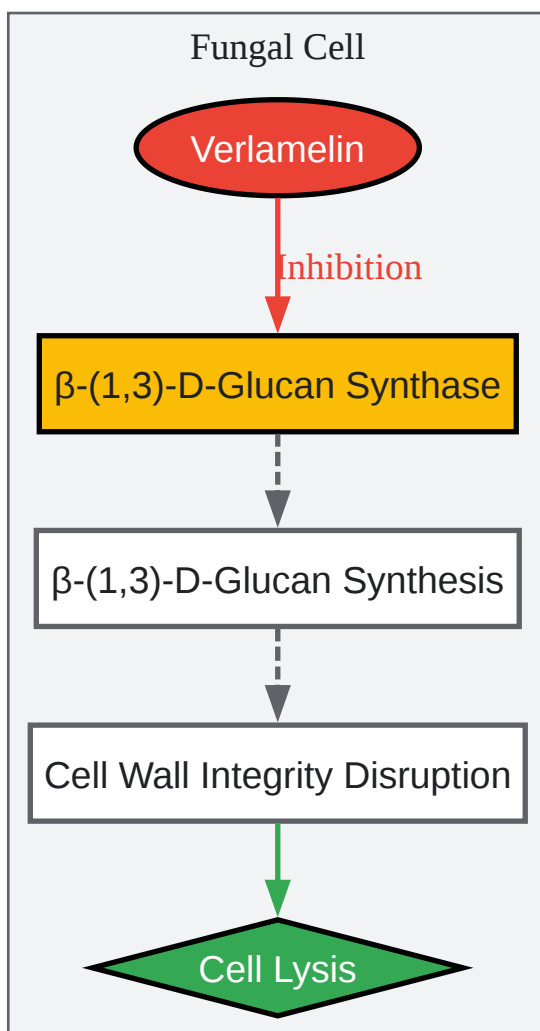 Fungal Cell
Verlamelin
Inhibition
β-(1,3)-D-Glucan Synthase
β-(1,3)-D-Glucan Synthesis
Cell Wall Integrity Disruption
Cell Lysis